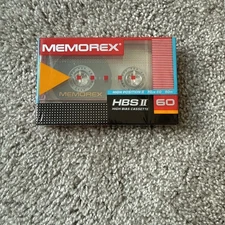 MEMOREX
MEMOREX
HBS II 60
HIGH BIAS CASSETTE